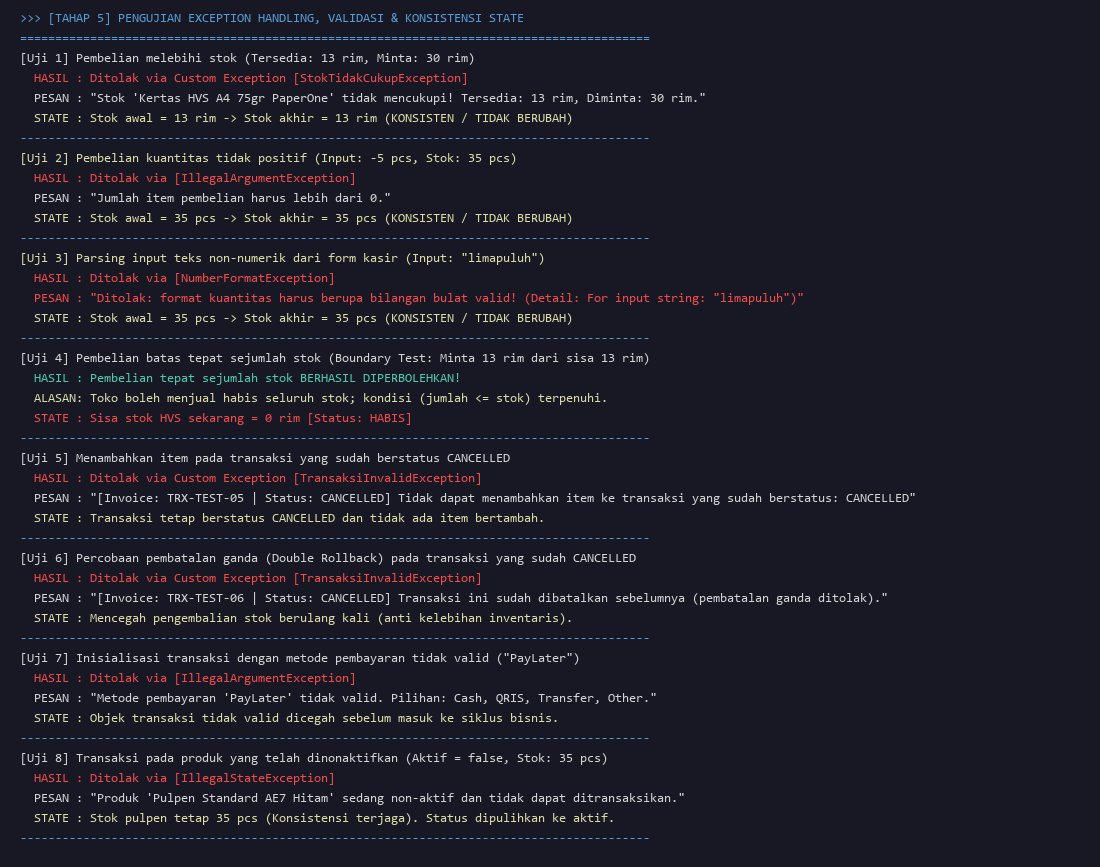 >>> [TAHAP 5] PENGUJIAN EXCEPTION HANDLING, VALIDASI & KONSISTENSI STATE
==========================================================================================
[Uji 1] Pembelian melebihi stok (Tersedia: 13 rim, Minta: 30 rim)
HASIL : Ditolak via Custom Exception [StokTidakCukupException]
PESAN : "Stok 'Kertas HVS A4 75gr PaperOne' tidak mencukupi! Tersedia: 13 rim, Diminta: 30 rim."
STATE : Stok awal = 13 rim -> Stok akhir = 13 rim (KONSISTEN / TIDAK BERUBAH)
------------------------------------------------------------------------------------------
[Uji 2] Pembelian kuantitas tidak positif (Input: -5 pcs, Stok: 35 pcs)
HASIL : Ditolak via [IllegalArgumentException]
PESAN : "Jumlah item pembelian harus lebih dari 0."
STATE : Stok awal = 35 pcs -> Stok akhir = 35 pcs (KONSISTEN / TIDAK BERUBAH)
------------------------------------------------------------------------------------------
[Uji 3] Parsing input teks non-numerik dari form kasir (Input: "limapuluh")
HASIL : Ditolak via [NumberFormatException]
PESAN : "Ditolak: format kuantitas harus berupa bilangan bulat valid! (Detail: For input string: "limapuluh")"
STATE : Stok awal = 35 pcs -> Stok akhir = 35 pcs (KONSISTEN / TIDAK BERUBAH)
------------------------------------------------------------------------------------------
[Uji 4] Pembelian batas tepat sejumlah stok (Boundary Test: Minta 13 rim dari sisa 13 rim)
HASIL : Pembelian tepat sejumlah stok BERHASIL DIPERBOLEHKAN!
ALASAN: Toko boleh menjual habis seluruh stok; kondisi (jumlah <= stok) terpenuhi.
STATE : Sisa stok HVS sekarang = 0 rim [Status: HABIS]
------------------------------------------------------------------------------------------
[Uji 5] Menambahkan item pada transaksi yang sudah berstatus CANCELLED
HASIL : Ditolak via Custom Exception [TransaksiInvalidException]
PESAN : "[Invoice: TRX-TEST-05 | Status: CANCELLED] Tidak dapat menambahkan item ke transaksi yang sudah berstatus: CANCELLED"
STATE : Transaksi tetap berstatus CANCELLED dan tidak ada item bertambah.
------------------------------------------------------------------------------------------
[Uji 6] Percobaan pembatalan ganda (Double Rollback) pada transaksi yang sudah CANCELLED
HASIL : Ditolak via Custom Exception [TransaksiInvalidException]
PESAN : "[Invoice: TRX-TEST-06 | Status: CANCELLED] Transaksi ini sudah dibatalkan sebelumnya (pembatalan ganda ditolak)."
STATE : Mencegah pengembalian stok berulang kali (anti kelebihan inventaris).
------------------------------------------------------------------------------------------
[Uji 7] Inisialisasi transaksi dengan metode pembayaran tidak valid ("PayLater")
HASIL : Ditolak via [IllegalArgumentException]
PESAN : "Metode pembayaran 'PayLater' tidak valid. Pilihan: Cash, QRIS, Transfer, Other."
STATE : Objek transaksi tidak valid dicegah sebelum masuk ke siklus bisnis.
------------------------------------------------------------------------------------------
[Uji 8] Transaksi pada produk yang telah dinonaktifkan (Aktif = false, Stok: 35 pcs)
HASIL : Ditolak via [IllegalStateException]
PESAN : "Produk 'Pulpen Standard AE7 Hitam' sedang non-aktif dan tidak dapat ditransaksikan."
STATE : Stok pulpen tetap 35 pcs (Konsistensi terjaga). Status dipulihkan ke aktif.
------------------------------------------------------------------------------------------